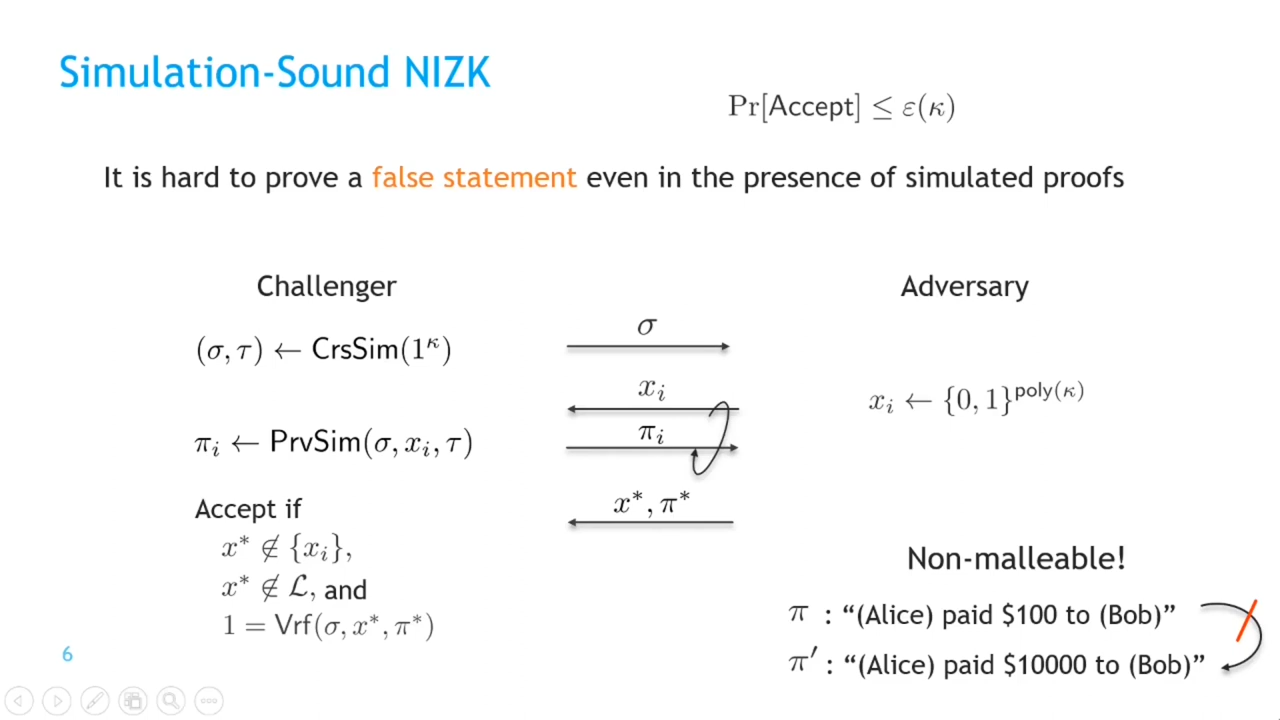 Simulation-Sound NIZK
Pr[Accept] ≤ ε(κ)
It is hard to prove a false statement even in the presence of simulated proofs
Challenger
Adversary
(σ, τ) ← CrsSim(1^κ)
σ
x_i
x_i ← {0, 1}^poly(κ)
π_i ← PrvSim(σ, x_i, τ)
π_i
Accept if
x*, π*
x* ∉ {x_i},
x* ∉ ℒ, and
1 = Vrf(σ, x*, π*)
Non-malleable!
π : “(Alice) paid $100 to (Bob)”
π′ : “(Alice) paid $10000 to (Bob)”
6